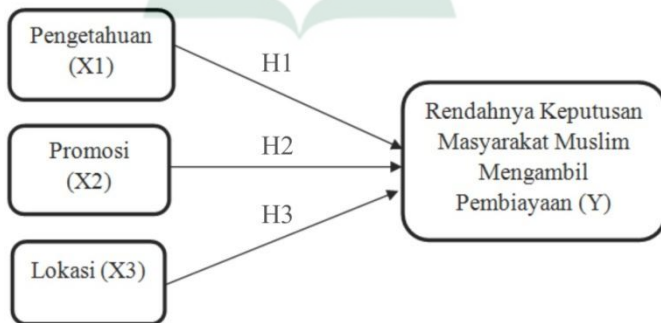 Pengetahuan
(X1)
H1
Promosi
(X2)
H2
Lokasi (X3)
H3
Rendahnya Keputusan
Masyarakat Muslim
Mengambil
Pembiayaan (Y)